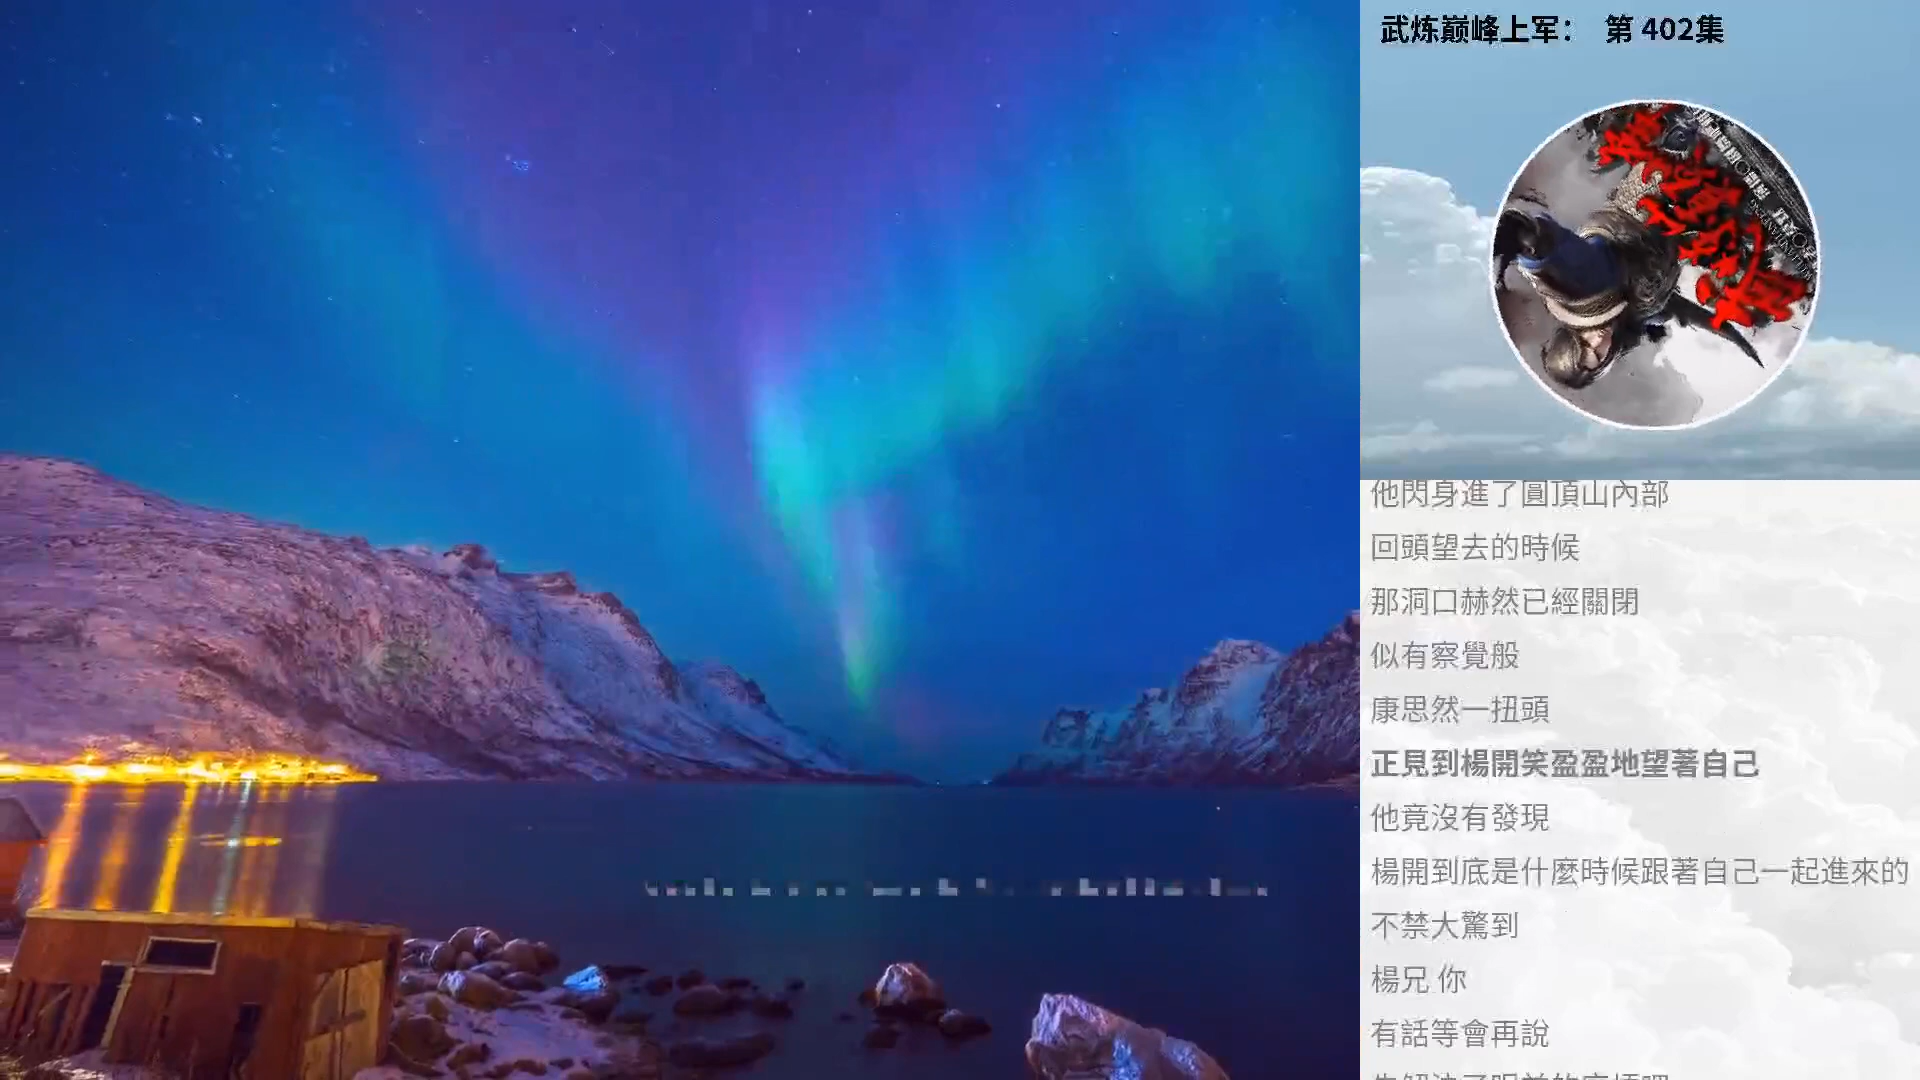 武炼巅峰上军： 第 402集
他閃身進了圓頂山內部
回頭望去的時候
那洞口赫然已經關閉
似有察覺般
康思然一扭頭
正見到楊開笑盈盈地望著自己
他竟沒有發現
楊開到底是什麼時候跟著自己一起進來的
不禁大驚到
楊兄 你
有話等會再說